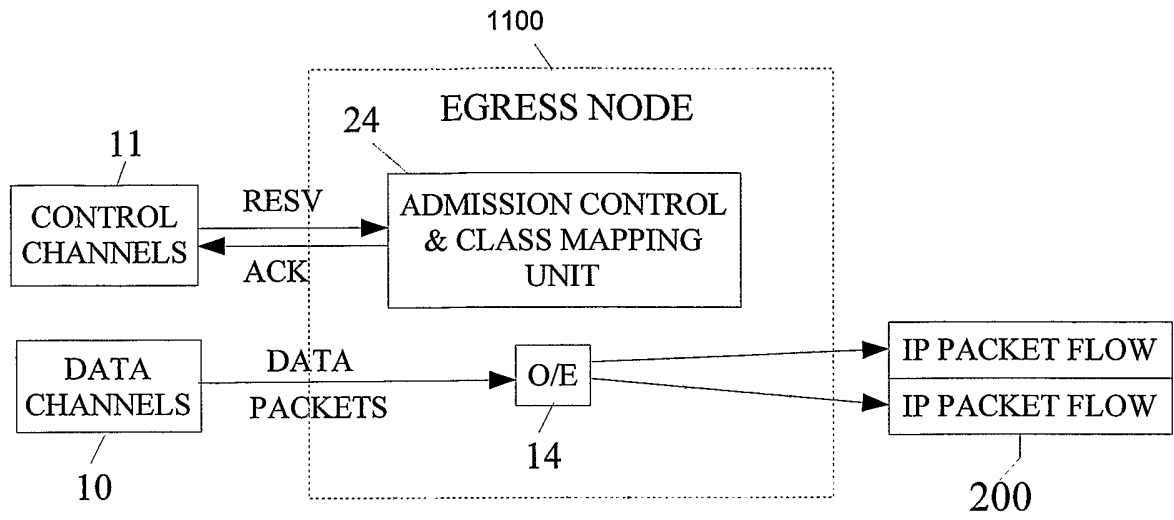 1100
EGRESS NODE
24
11
CONTROL
CHANNELS
RESV
ACK
ADMISSION CONTROL
& CLASS MAPPING
UNIT
DATA
CHANNELS
10
DATA
PACKETS
O/E
14
IP PACKET FLOW
IP PACKET FLOW
200